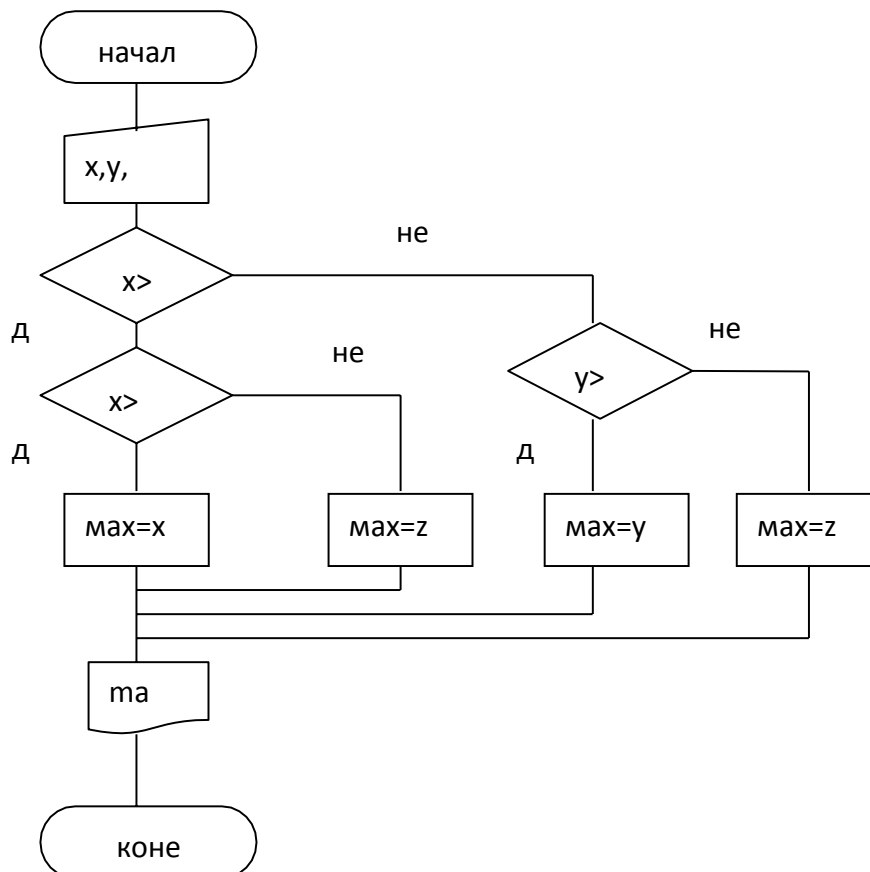 начал
x,y,
не
x>
д
не
не
y>
x>
д
д
мах=x
мах=z
мах=y
мах=z
ma
коне